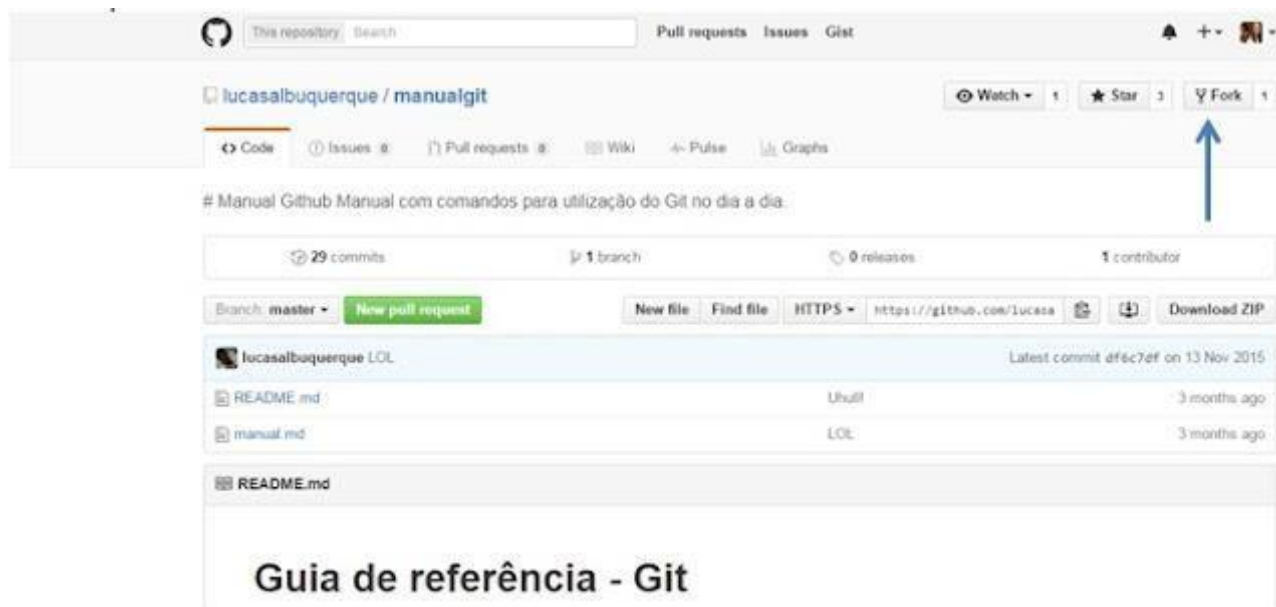 This repository Search Pull requests Issues Gist
lucasalbuquerque / manualgit Watch 1 Star 3 Fork 1
Code Issues 0 Pull requests 0 Wiki Pulse Graphs
# Manual Github Manual com comandos para utilização do Git no dia a dia.
29 commits 1 branch 0 releases 1 contributor
Branch: master New pull request New file Find file HTTPS https://github.com/lucasa Download ZIP
lucasalbuquerque LOL Latest commit df6c7df on 13 Nov 2015
README.md Uhull! 3 months ago
manual.md LOL 3 months ago
README.md
Guia de referência - Git